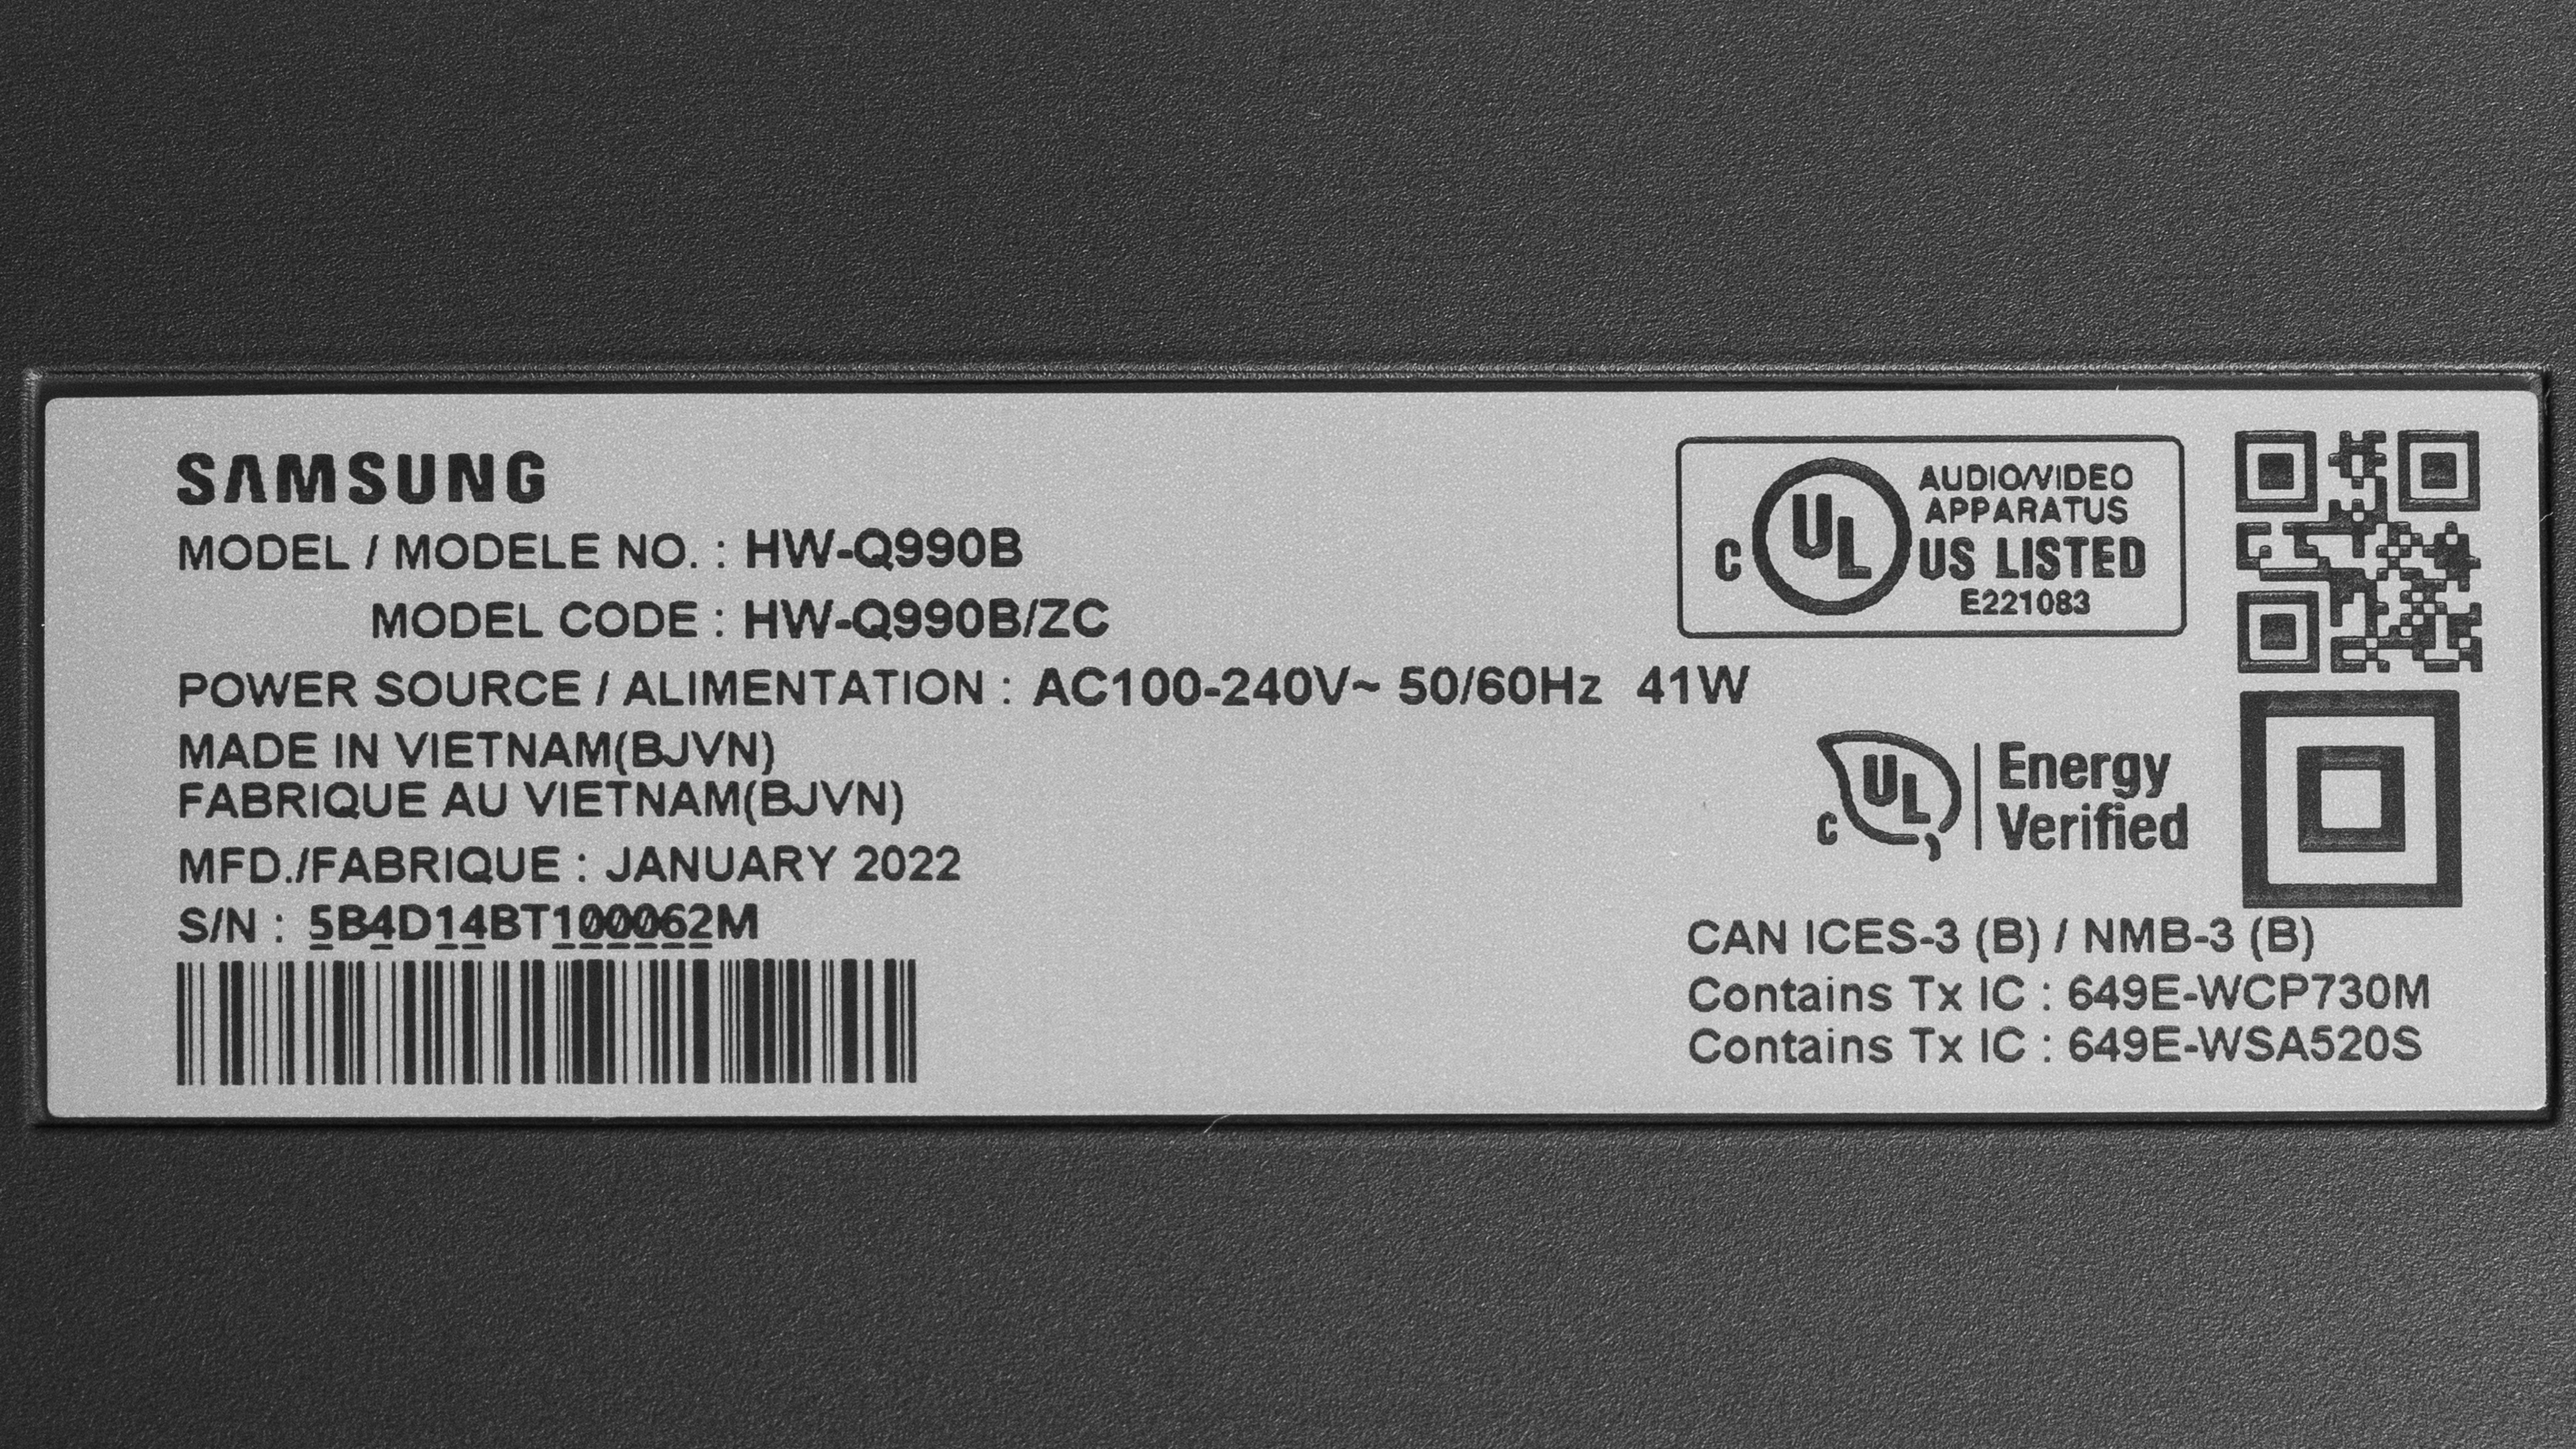 SAMSUNG
MODEL / MODELE NO. : HW-Q990B
MODEL CODE : HW-Q990B/ZC
POWER SOURCE / ALIMENTATION : AC100-240V~ 50/60Hz 41W
MADE IN VIETNAM(BJVN)
FABRIQUE AU VIETNAM(BJVN)
MFD./FABRIQUE : JANUARY 2022
S/N : 5B4D14BT100062M
C UL
AUDIO/VIDEO
APPARATUS
US LISTED
E221083
C UL
Energy
Verified
CAN ICES-3 (B) / NMB-3 (B)
Contains Tx IC : 649E-WCP730M
Contains Tx IC : 649E-WSA520S